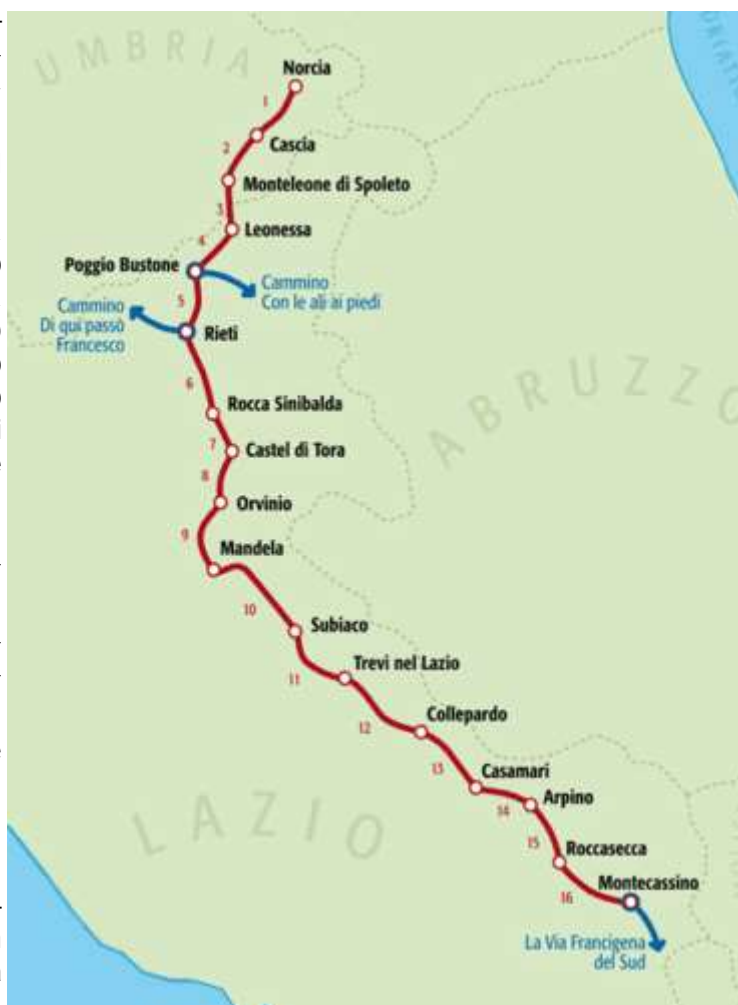 UMBRIA
Norcia
1
Cascia
2
Monteleone di Spoleto
3
Leonessa
4
Poggio Bustone
Cammino
Con le ali ai piedi
5
Cammino
Di qui passò
Francesco
Rieti
ABRUZZO
6
Rocca Sinibalda
7
Castel di Tora
8
Orvinio
9
Mandela
10
Subiaco
11
Trevi nel Lazio
12
Collepardo
13
Casamari
14
Arpino
LAZIO
15
Roccasecca
16
Montecassino
La Via Francigena
del Sud